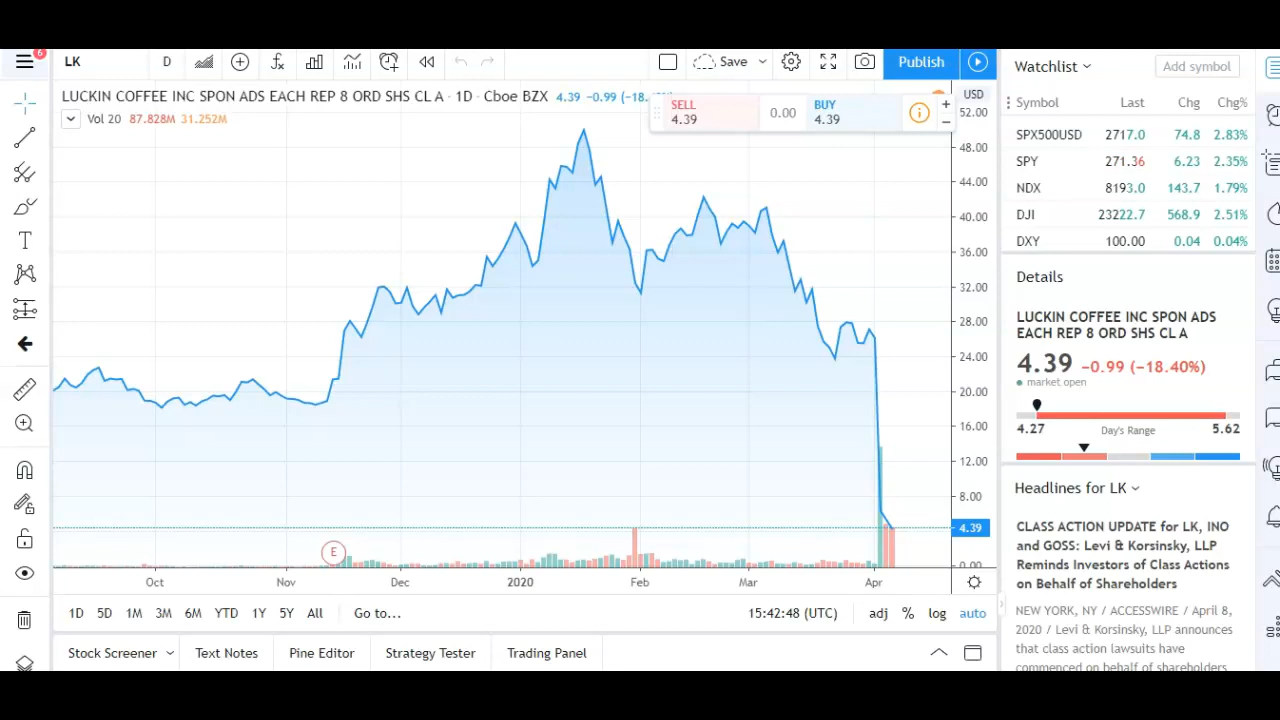 6
LK
D
Save
Publish
LUCKIN COFFEE INC SPON ADS EACH REP 8 ORD SHS CL A · 1D · Cboe BZX 4.39 -0.99 (-18.
Vol 20 87.828M 31.252M
SELL
4.39
0.00
BUY
4.39
USD
52.00
48.00
44.00
40.00
36.00
32.00
28.00
24.00
20.00
16.00
12.00
8.00
4.39
0.00
E
Oct Nov Dec 2020 Feb Mar Apr
1D 5D 1M 3M 6M YTD 1Y 5Y All Go to... 15:42:48 (UTC) adj % log auto
Stock Screener Text Notes Pine Editor Strategy Tester Trading Panel
Watchlist Add symbol
Symbol Last Chg Chg%
SPX500USD 2717.0 74.8 2.83%
SPY 271.36 6.23 2.35%
NDX 8193.0 143.7 1.79%
DJI 23222.7 568.9 2.51%
DXY 100.00 0.04 0.04%
Details
LUCKIN COFFEE INC SPON ADS
EACH REP 8 ORD SHS CL A
4.39 -0.99 (-18.40%)
market open
4.27 Day's Range 5.62
Headlines for LK
CLASS ACTION UPDATE for LK, INO
and GOSS: Levi & Korsinsky, LLP
Reminds Investors of Class Actions
on Behalf of Shareholders
NEW YORK, NY / ACCESSWIRE / April 8,
2020 / Levi & Korsinsky, LLP announces
that class action lawsuits have
commenced on behalf of shareholders